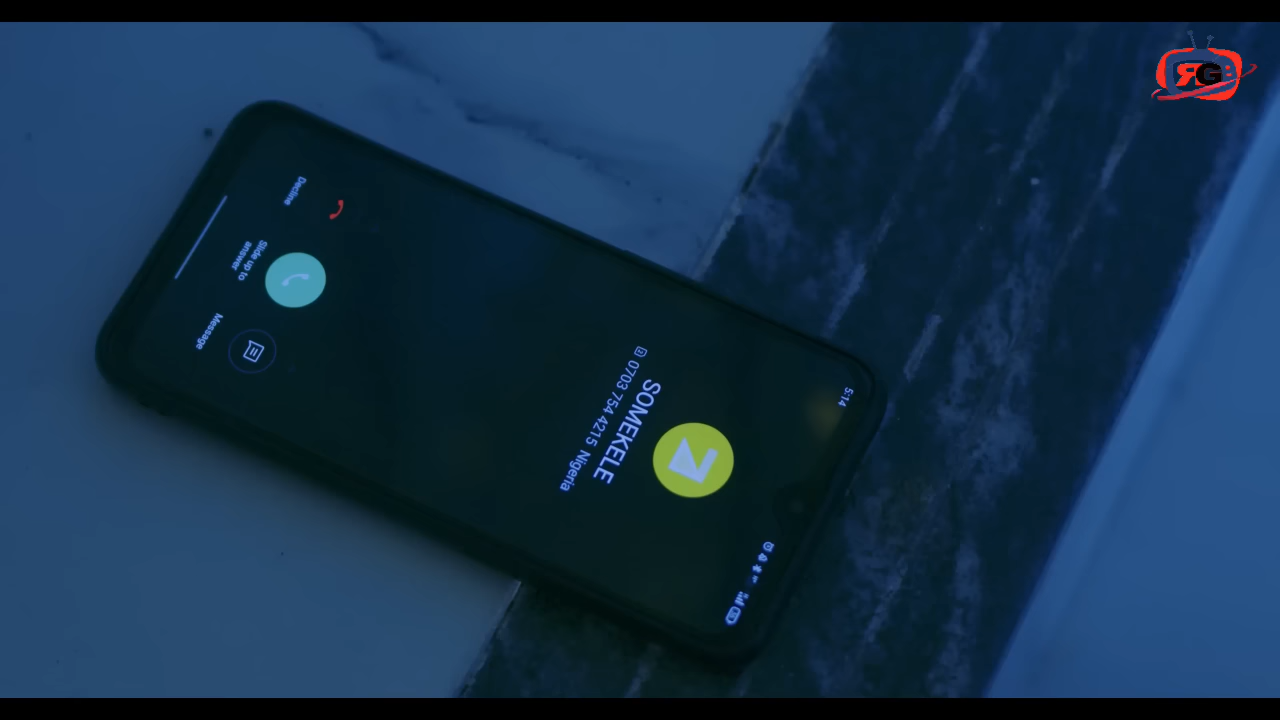 5:14
SOMEKELE
0703 754 4215 Nigeria
Decline
Slide up to
answer
Message
RG